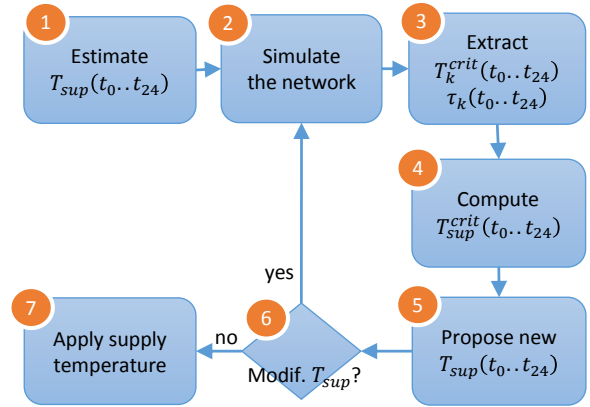 1
Estimate
T_sup(t_0..t_24)
2
Simulate
the network
3
Extract
T_k^crit(t_0..t_24)
τ_k(t_0..t_24)
4
Compute
T_sup^crit(t_0..t_24)
5
Propose new
T_sup(t_0..t_24)
6
Modif. T_sup?
yes
no
7
Apply supply
temperature